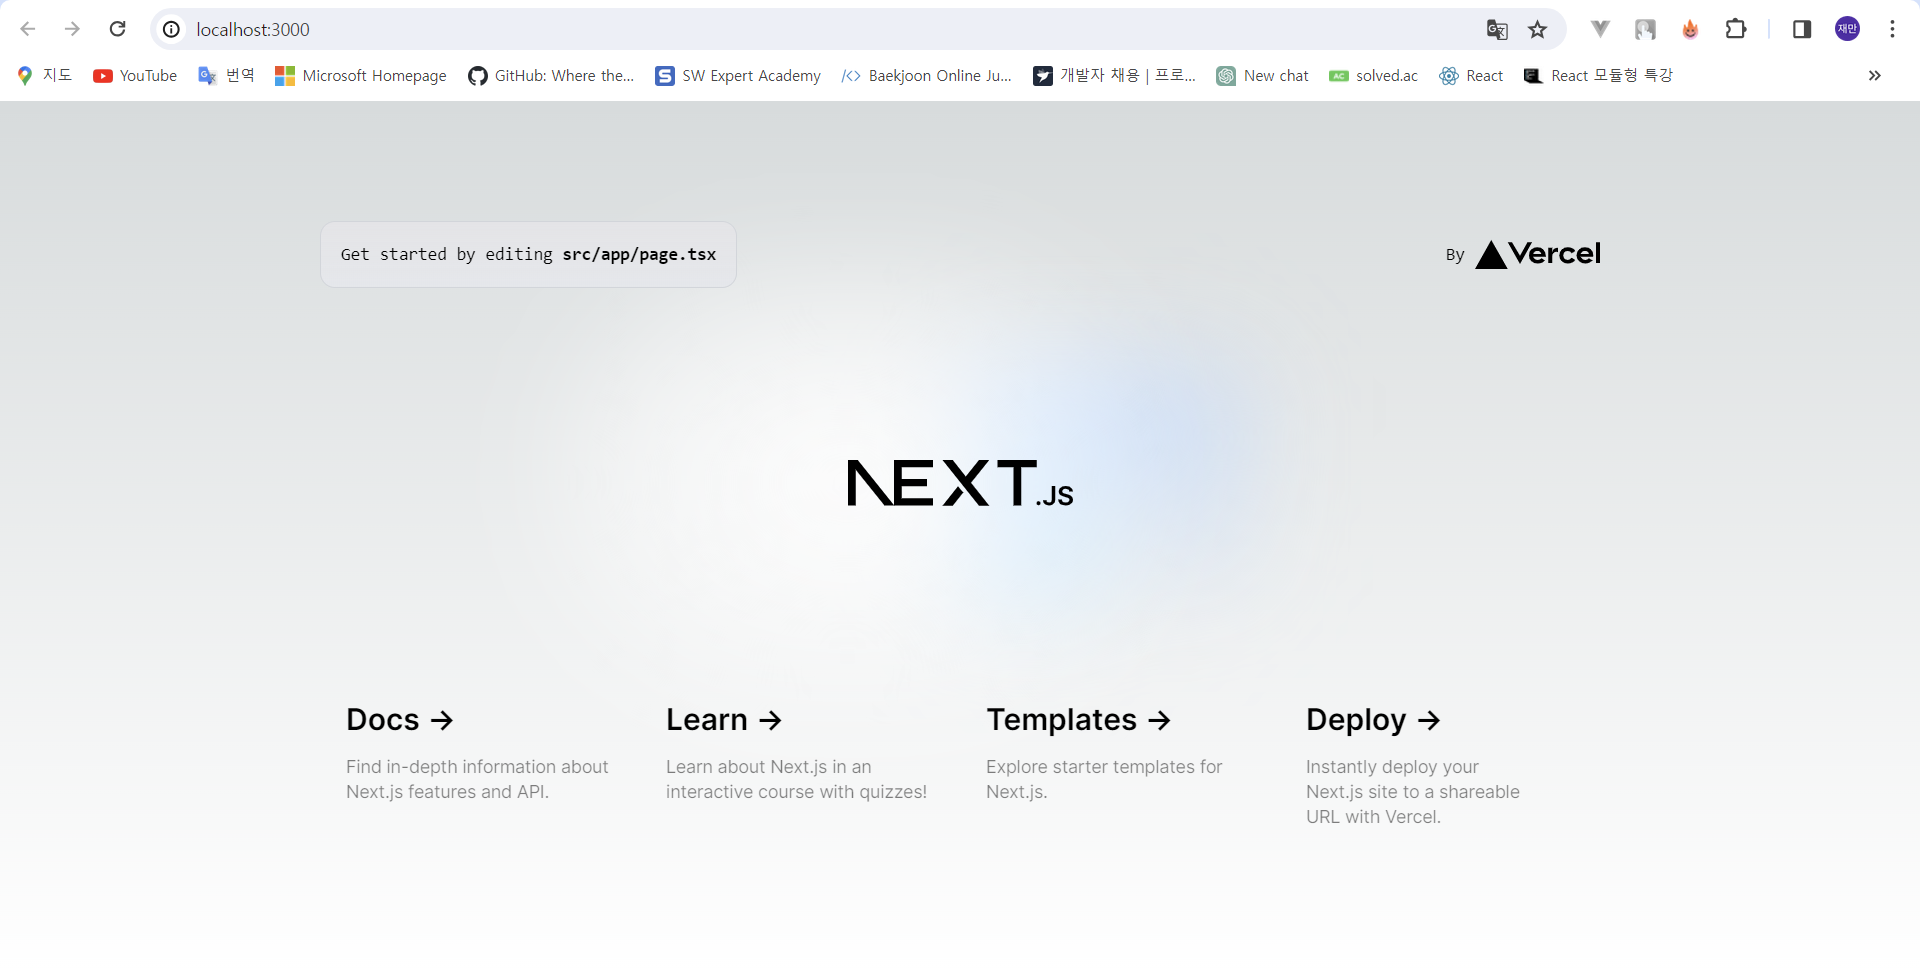 localhost:3000
재만
지도
YouTube
번역
Microsoft Homepage
GitHub: Where the...
SW Expert Academy
Baekjoon Online Ju...
개발자 채용 | 프로...
New chat
solved.ac
React
React 모듈형 특강
Get started by editing src/app/page.tsx
By Vercel
NEXT.JS
Docs →
Find in-depth information about
Next.js features and API.
Learn →
Learn about Next.js in an
interactive course with quizzes!
Templates →
Explore starter templates for
Next.js.
Deploy →
Instantly deploy your
Next.js site to a shareable
URL with Vercel.